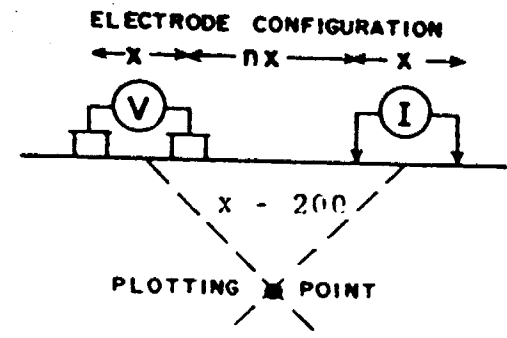 ELECTRODE CONFIGURATION
X nX X
V I
x - 200
PLOTTING POINT